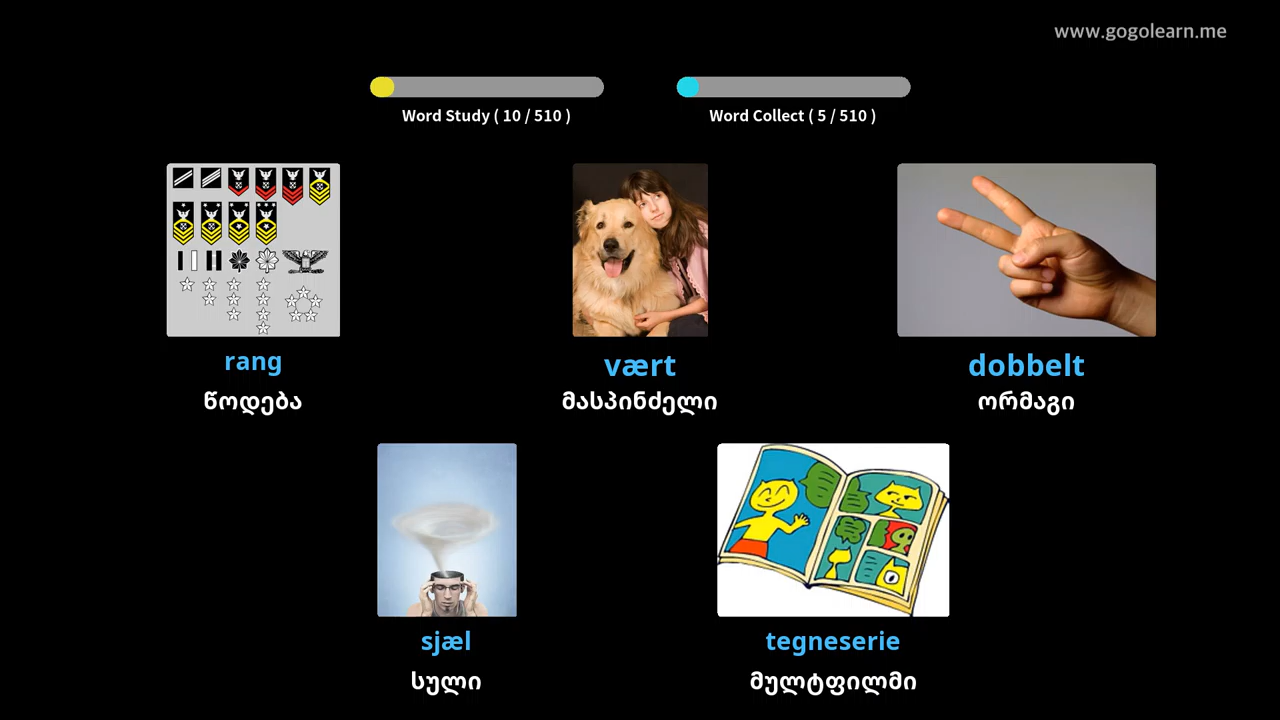 www.gogolearn.me
Word Study ( 10 / 510 )
Word Collect ( 5 / 510 )
rang
წოდება
vært
მასპინძელი
dobbelt
ორმაგი
sjæl
სული
tegneserie
მულტფილმი